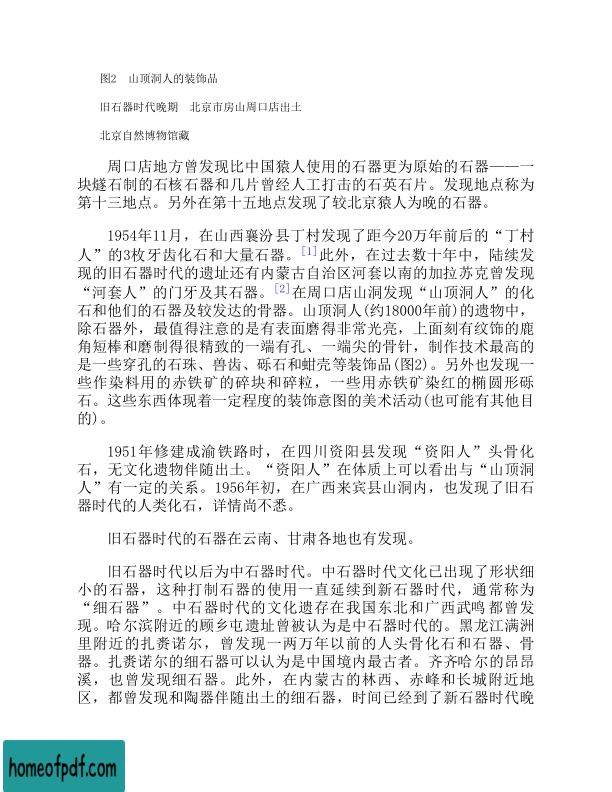 图2　山顶洞人的装饰品
旧石器时代晚期　北京市房山周口店出土
北京自然博物馆藏
周口店地方曾发现比中国猿人使用的石器更为原始的石器——一
块燧石制的石核石器和几片曾经人工打击的石英石片。发现地点称为
第十三地点。另外在第十五地点发现了较北京猿人为晚的石器。
1954年11月，在山西襄汾县丁村发现了距今20万年前后的“丁村
人”的3枚牙齿化石和大量石器。[1]此外，在过去数十年中，陆续发
现的旧石器时代的遗址还有内蒙古自治区河套以南的加拉苏克曾发现
“河套人”的门牙及其石器。[2]在周口店山洞发现“山顶洞人”的化
石和他们的石器及较发达的骨器。山顶洞人(约18000年前)的遗物中，
除石器外，最值得注意的是有表面磨得非常光亮，上面刻有纹饰的鹿
角短棒和磨制得很精致的一端有孔、一端尖的骨针，制作技术最高的
是一些穿孔的石珠、兽齿、砾石和蚶壳等装饰品(图2)。另外也发现一
些作染料用的赤铁矿的碎块和碎粒，一些用赤铁矿染红的椭圆形砾
石。这些东西体现着一定程度的装饰意图的美术活动(也可能有其他目
的)。
1951年修建成渝铁路时，在四川资阳县发现“资阳人”头骨化
石，无文化遗物伴随出土。“资阳人”在体质上可以看出与“山顶洞
人”有一定的关系。1956年初，在广西来宾县山洞内，也发现了旧石
器时代的人类化石，详情尚不悉。
旧石器时代的石器在云南、甘肃各地也有发现。
旧石器时代以后为中石器时代。中石器时代文化已出现了形状细
小的石器，这种打制石器的使用一直延续到新石器时代，通常称为
“细石器”。中石器时代的文化遗存在我国东北和广西武鸣都曾发
现。哈尔滨附近的顾乡屯遗址曾被认为是中石器时代的。黑龙江满洲
里附近的扎赉诺尔，曾发现一两万年以前的人头骨化石和石器、骨
器。扎赉诺尔的细石器可以认为是中国境内最古者。齐齐哈尔的昂昂
溪，也曾发现细石器。此外，在内蒙古的林西、赤峰和长城附近地
区，都曾发现和陶器伴随出土的细石器，时间已经到了新石器时代晚
homeofpdf.com